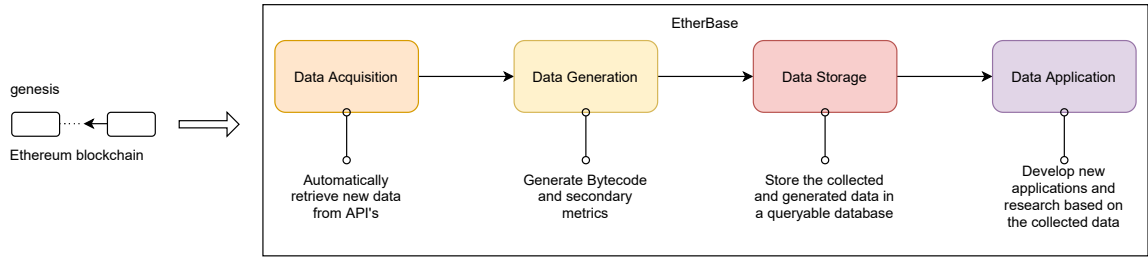 EtherBase
genesis
Ethereum blockchain
Data Acquisition
Automatically
retrieve new data
from API's
Data Generation
Generate Bytecode
and secondary
metrics
Data Storage
Store the collected
and generated data in
a queryable database
Data Application
Develop new
applications and
research based on
the collected data